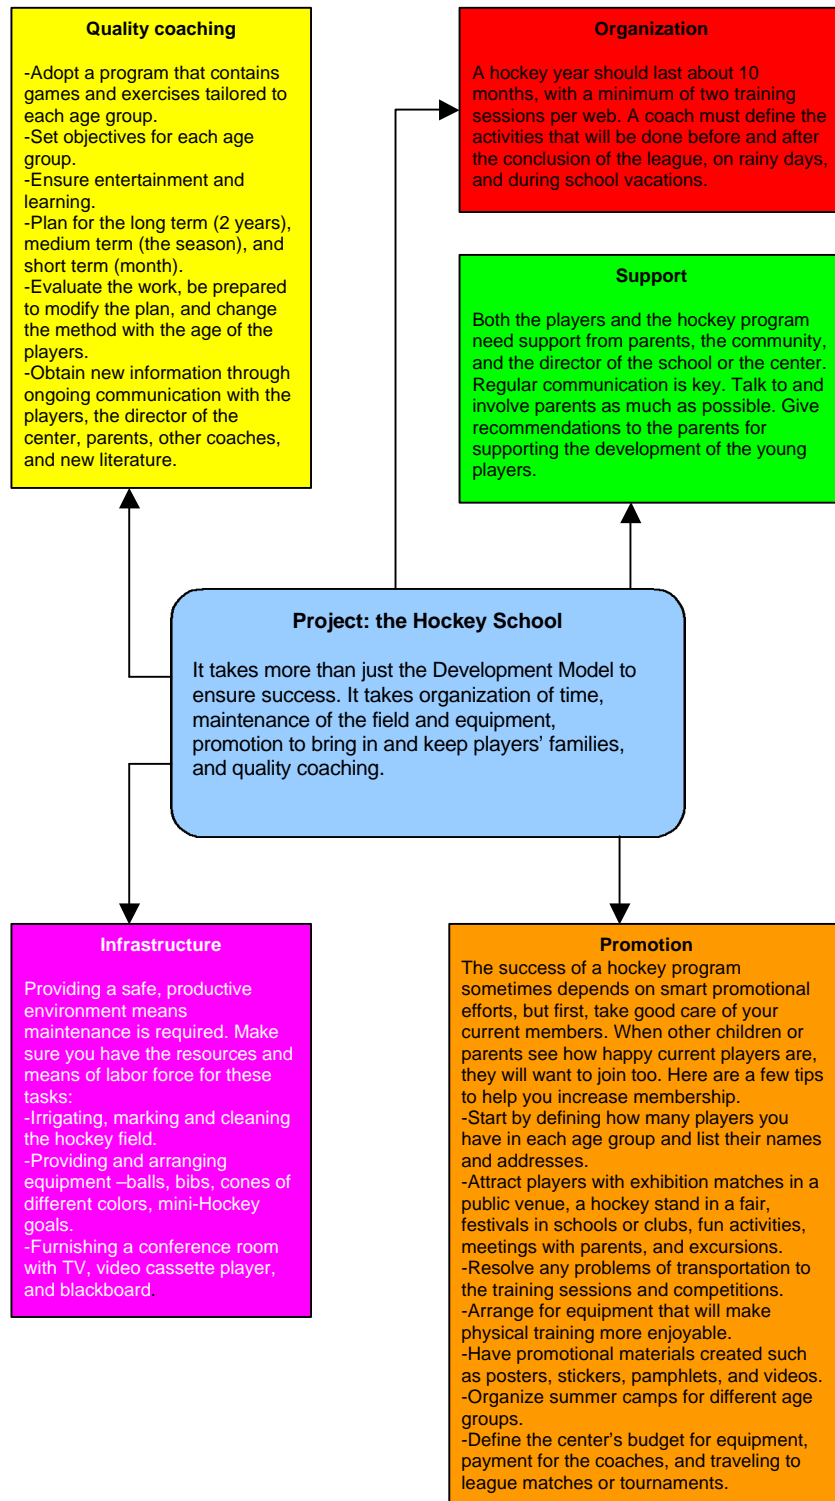 Quality coaching
-Adopt a program that contains
games and exercises tailored to
each age group.
-Set objectives for each age
group.
-Ensure entertainment and
learning.
-Plan for the long term (2 years),
medium term (the season), and
short term (month).
-Evaluate the work, be prepared
to modify the plan, and change
the method with the age of the
players.
-Obtain new information through
ongoing communication with the
players, the director of the
center, parents, other coaches,
and new literature.
Organization
A hockey year should last about 10
months, with a minimum of two training
sessions per web. A coach must define the
activities that will be done before and after
the conclusion of the league, on rainy days,
and during school vacations.
Support
Both the players and the hockey program
need support from parents, the community,
and the director of the school or the center.
Regular communication is key. Talk to and
involve parents as much as possible. Give
recommendations to the parents for
supporting the development of the young
players.
Project: the Hockey School
It takes more than just the Development Model to
ensure success. It takes organization of time,
maintenance of the field and equipment,
promotion to bring in and keep players’ families,
and quality coaching.
Infrastructure
Providing a safe, productive
environment means
maintenance is required. Make
sure you have the resources and
means of labor force for these
tasks:
-Irrigating, marking and cleaning
the hockey field.
-Providing and arranging
equipment –balls, bibs, cones of
different colors, mini-Hockey
goals.
-Furnishing a conference room
with TV, video cassette player,
and blackboard.
Promotion
The success of a hockey program
sometimes depends on smart promotional
efforts, but first, take good care of your
current members. When other children or
parents see how happy current players are,
they will want to join too. Here are a few tips
to help you increase membership.
-Start by defining how many players you
have in each age group and list their names
and addresses.
-Attract players with exhibition matches in a
public venue, a hockey stand in a fair,
festivals in schools or clubs, fun activities,
meetings with parents, and excursions.
-Resolve any problems of transportation to
the training sessions and competitions.
-Arrange for equipment that will make
physical training more enjoyable.
-Have promotional materials created such
as posters, stickers, pamphlets, and videos.
-Organize summer camps for different age
groups.
-Define the center’s budget for equipment,
payment for the coaches, and traveling to
league matches or tournaments.